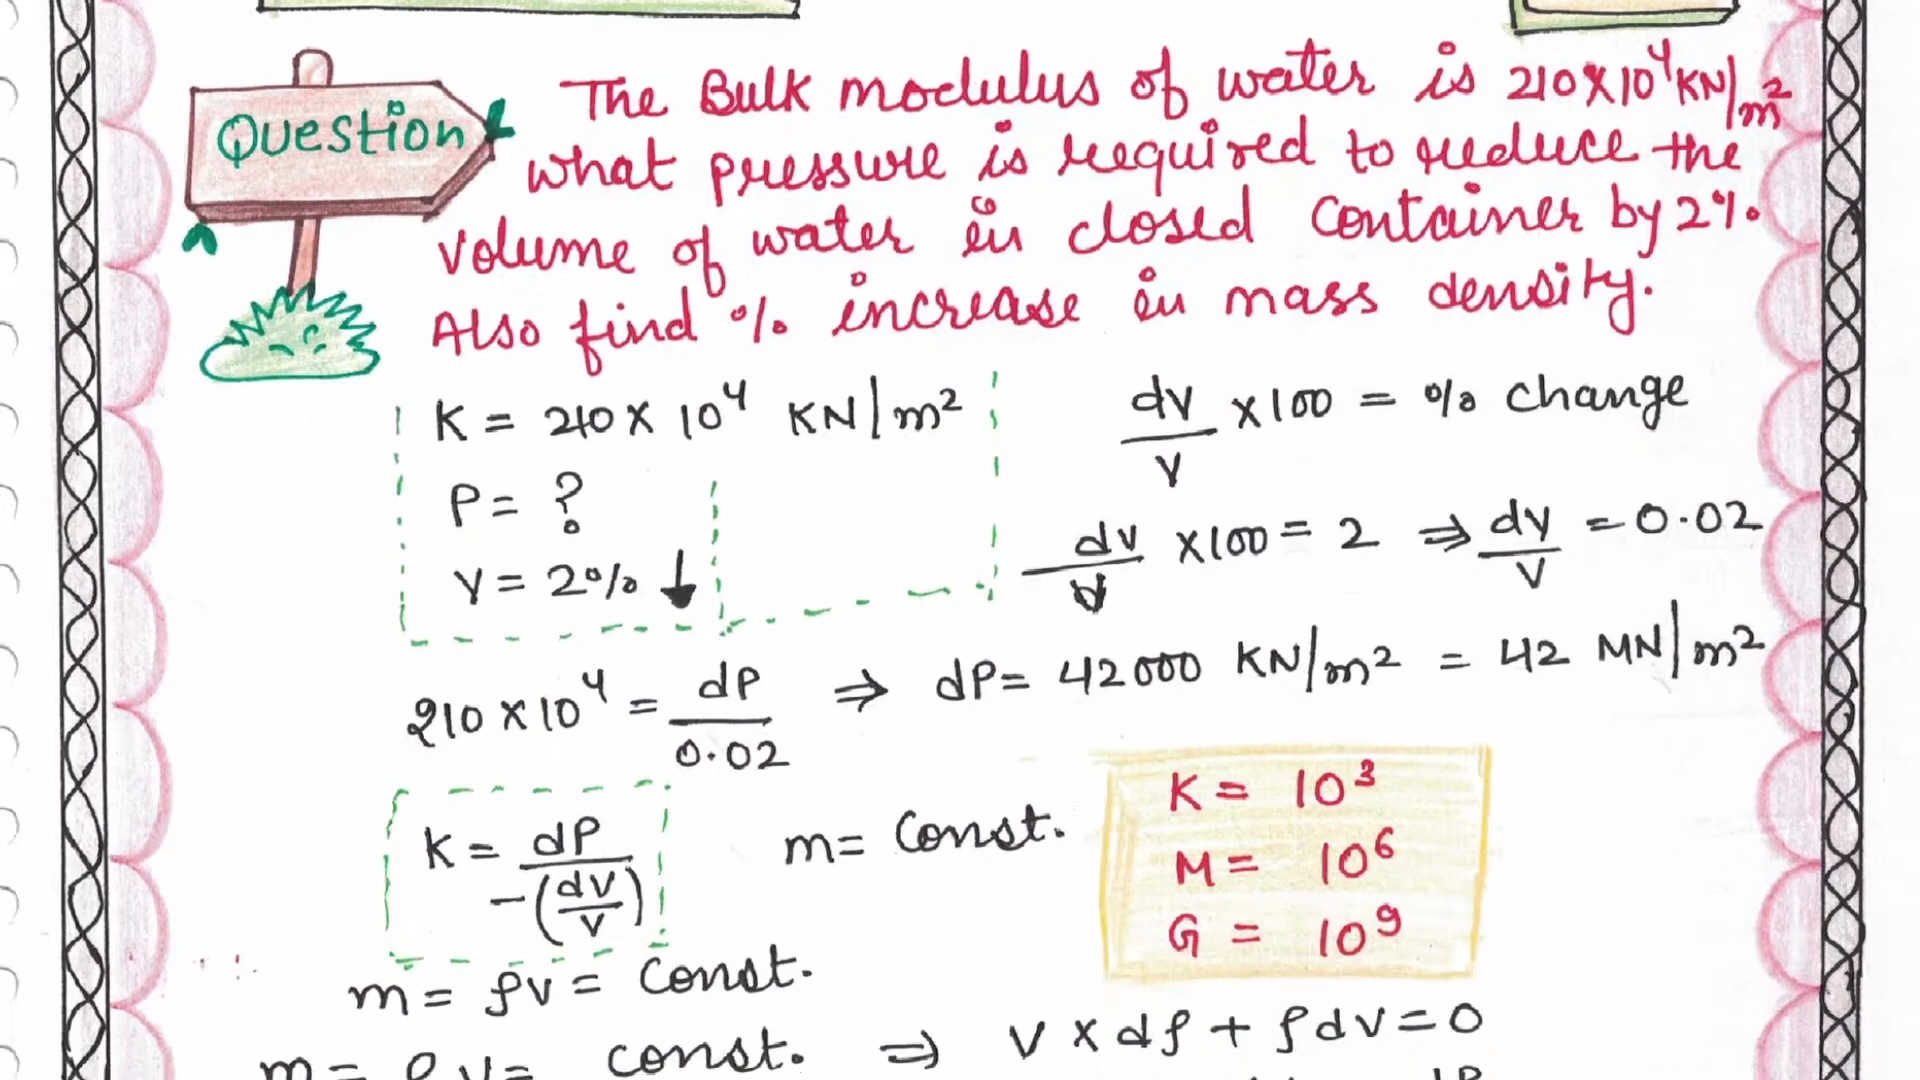 Question
The Bulk modulus of water is 210×10⁴ KN/m²
what pressure is required to reduce the
volume of water in closed container by 2%.
Also find % increase in mass density.
K = 210 × 10⁴ KN/m²
P = ?
V = 2% ↓
dv/v × 100 = % change
dv/v × 100 = 2 ⇒ dv/v = 0.02
210 × 10⁴ = dP/0.02 ⇒ dP = 42000 KN/m² = 42 MN/m²
K = dP/-(dv/v)
m = Const.
K = 10³
M = 10⁶
G = 10⁹
m = ρv = Const.
m = ρ v = const. ⇒ V × dρ + ρdv = 0